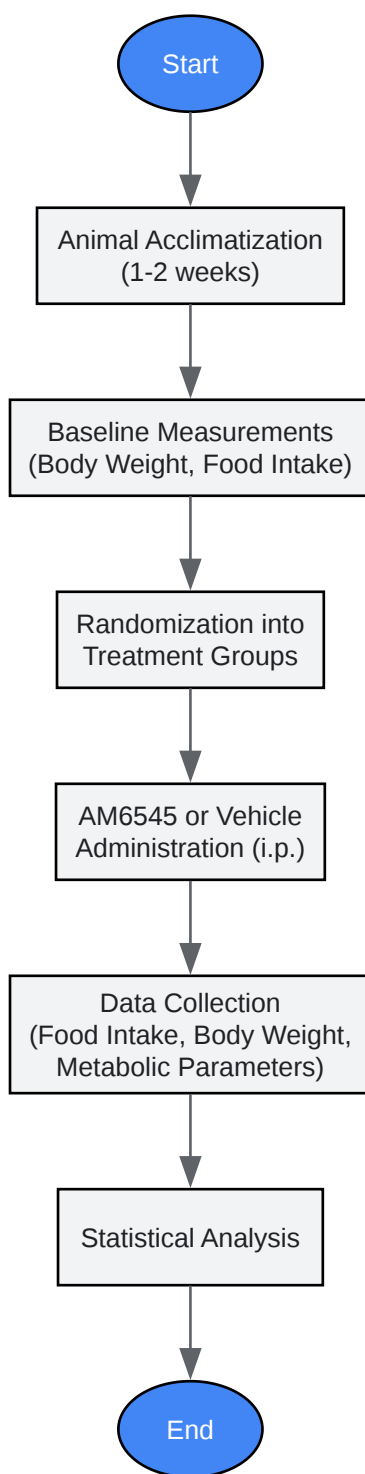 Start
Animal Acclimatization
(1-2 weeks)
Baseline Measurements
(Body Weight, Food Intake)
Randomization into
Treatment Groups
AM6545 or Vehicle
Administration (i.p.)
Data Collection
(Food Intake, Body Weight,
Metabolic Parameters)
Statistical Analysis
End